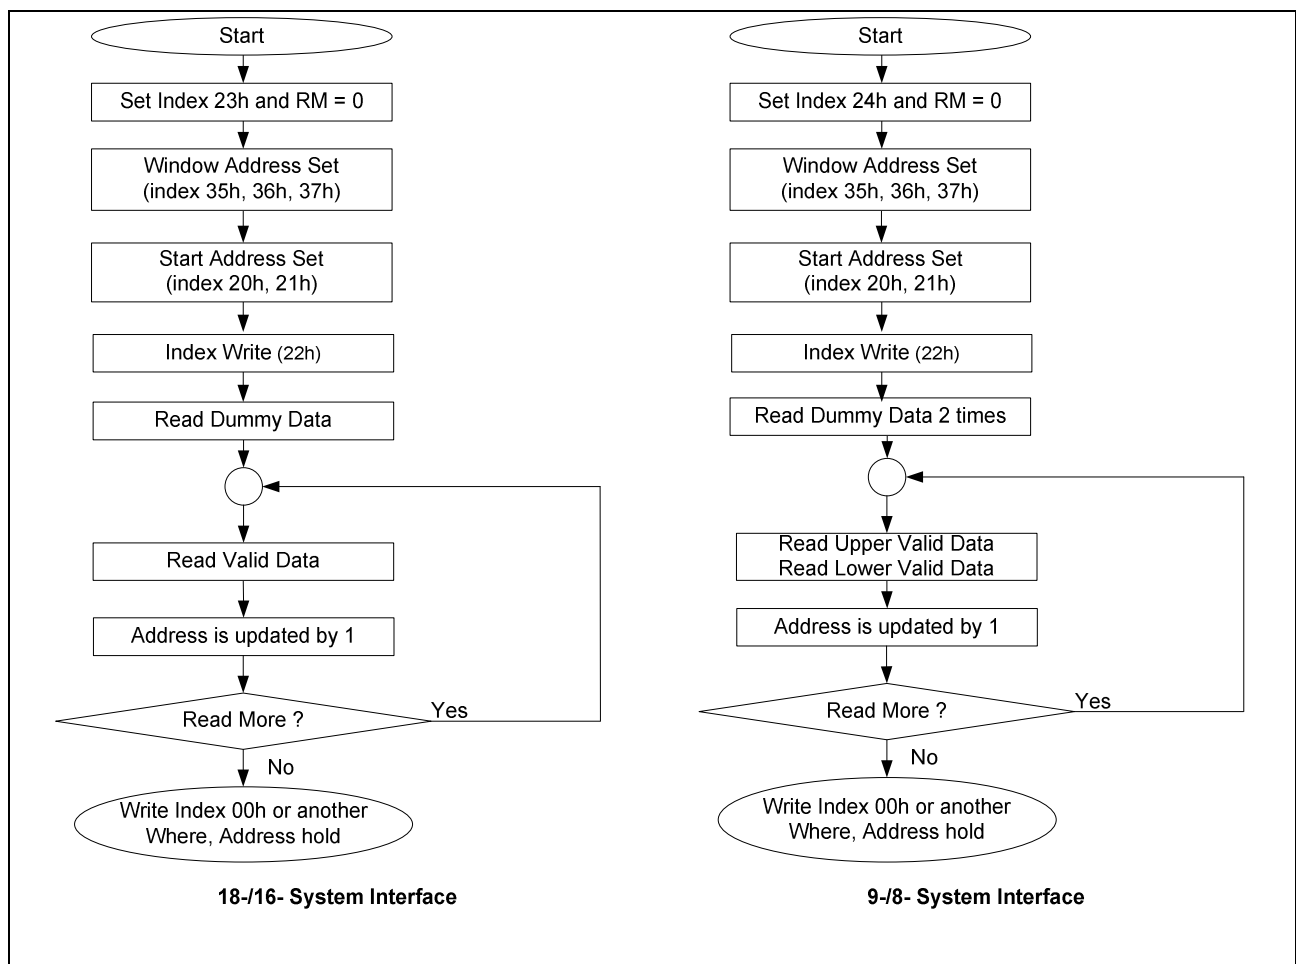 Start
Set Index 23h and RM = 0
Window Address Set
(index 35h, 36h, 37h)
Start Address Set
(index 20h, 21h)
Index Write (22h)
Read Dummy Data
Read Valid Data
Address is updated by 1
Read More ?
Yes
No
Write Index 00h or another
Where, Address hold
18-/16- System Interface
Start
Set Index 24h and RM = 0
Window Address Set
(index 35h, 36h, 37h)
Start Address Set
(index 20h, 21h)
Index Write (22h)
Read Dummy Data 2 times
Read Upper Valid Data
Read Lower Valid Data
Address is updated by 1
Read More ?
Yes
No
Write Index 00h or another
Where, Address hold
9-/8- System Interface